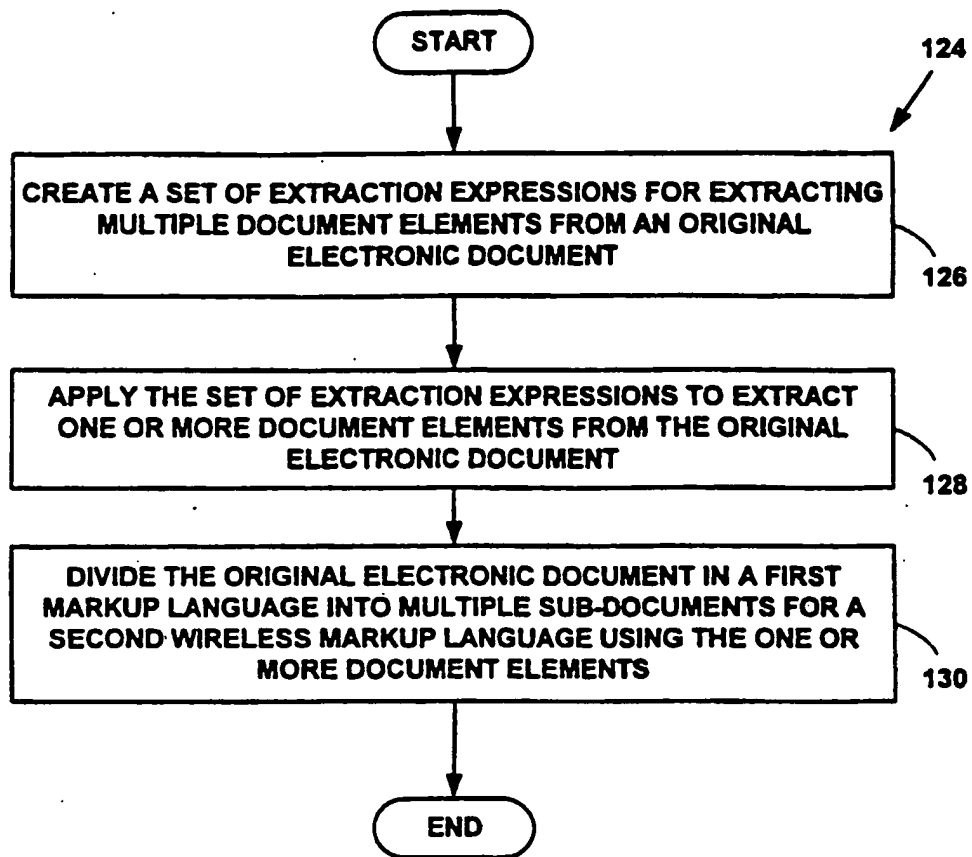 START
124
CREATE A SET OF EXTRACTION EXPRESSIONS FOR EXTRACTING
MULTIPLE DOCUMENT ELEMENTS FROM AN ORIGINAL
ELECTRONIC DOCUMENT
126
APPLY THE SET OF EXTRACTION EXPRESSIONS TO EXTRACT
ONE OR MORE DOCUMENT ELEMENTS FROM THE ORIGINAL
ELECTRONIC DOCUMENT
128
DIVIDE THE ORIGINAL ELECTRONIC DOCUMENT IN A FIRST
MARKUP LANGUAGE INTO MULTIPLE SUB-DOCUMENTS FOR A
SECOND WIRELESS MARKUP LANGUAGE USING THE ONE OR
MORE DOCUMENT ELEMENTS
130
END